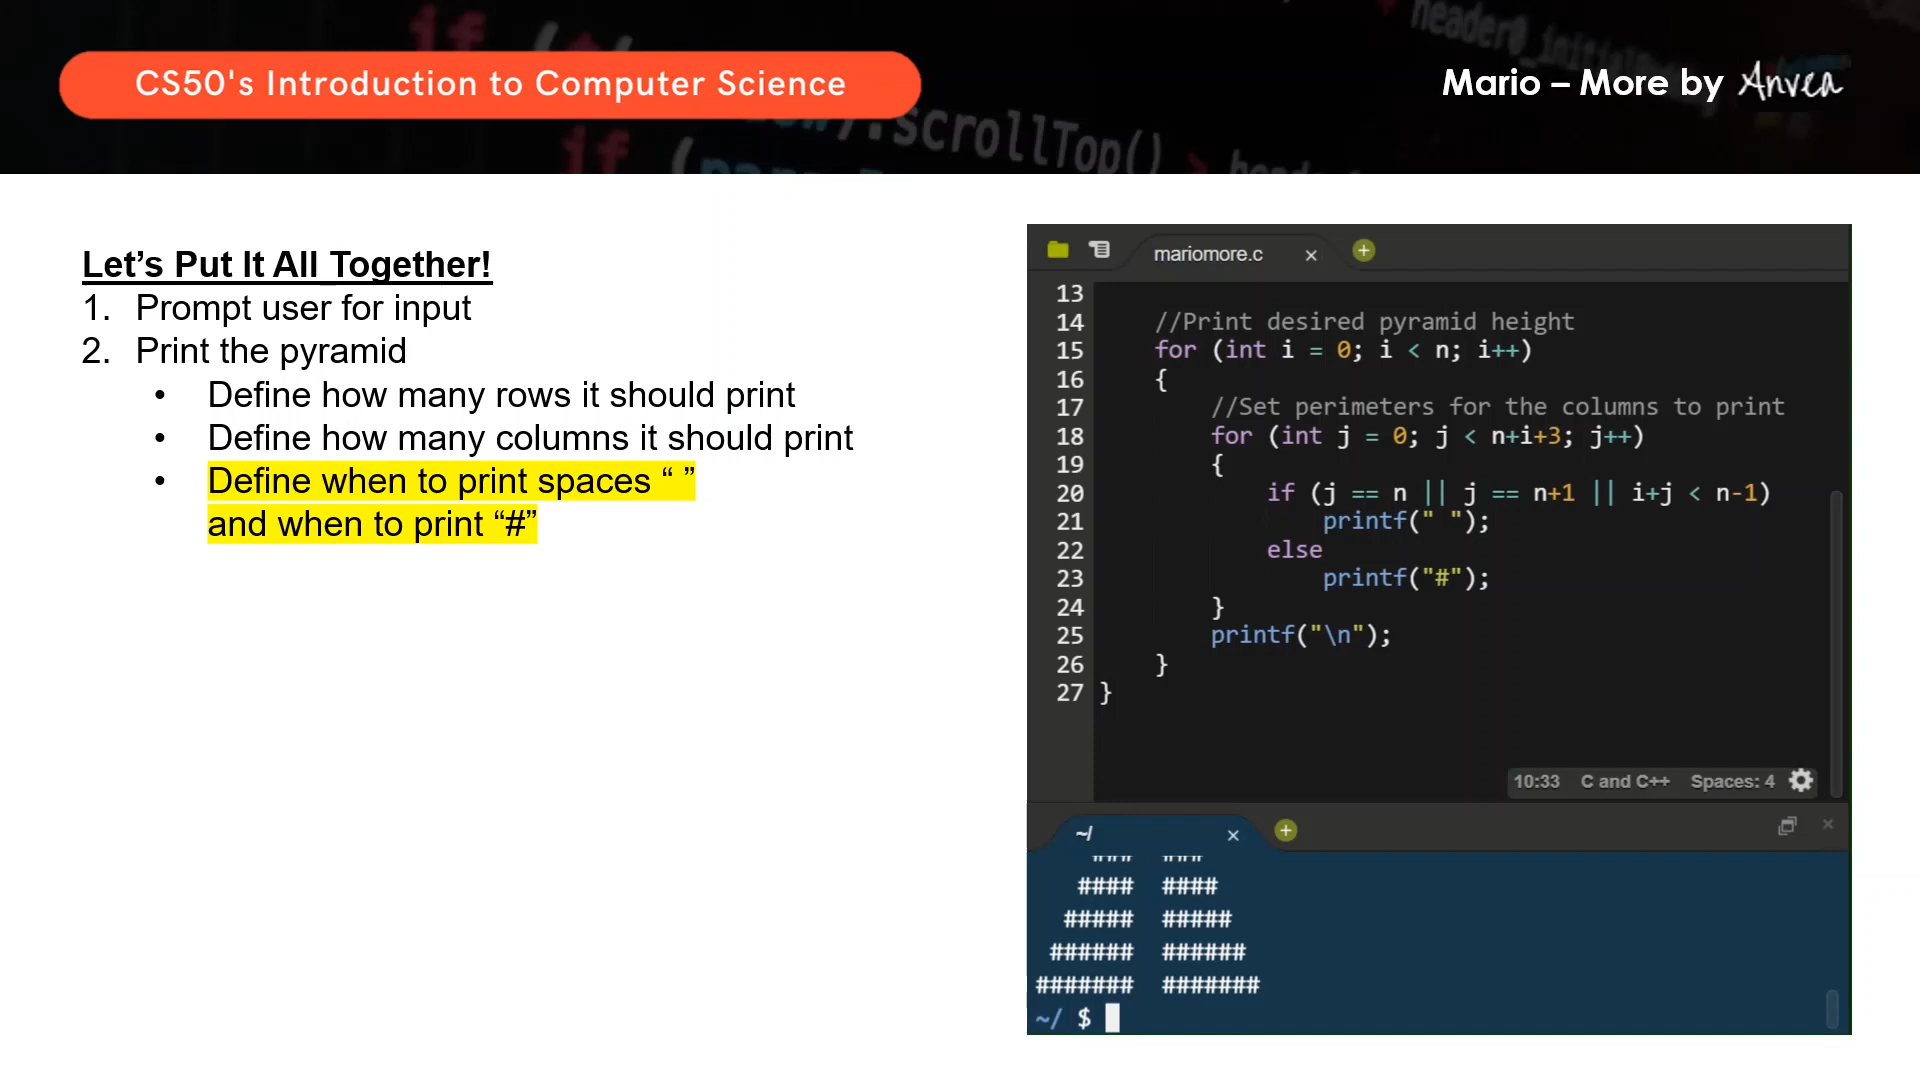 if (
header0_initial
CS50's Introduction to Computer Science
Mario – More by Anvea
.scrollTop() >
if (
Let’s Put It All Together!
1. Prompt user for input
2. Print the pyramid
• Define how many rows it should print
• Define how many columns it should print
• Define when to print spaces “ ”
and when to print “#”
mariomore.c × +
13
14 //Print desired pyramid height
15 for (int i = 0; i < n; i++)
16 {
17 //Set perimeters for the columns to print
18 for (int j = 0; j < n+i+3; j++)
19 {
20 if (j == n || j == n+1 || i+j < n-1)
21 printf(" ");
22 else
23 printf("#");
24 }
25 printf("\n");
26 }
27 }
10:33 C and C++ Spaces: 4
~/ × +
### ###
#### ####
##### #####
###### ######
####### #######
~/ $